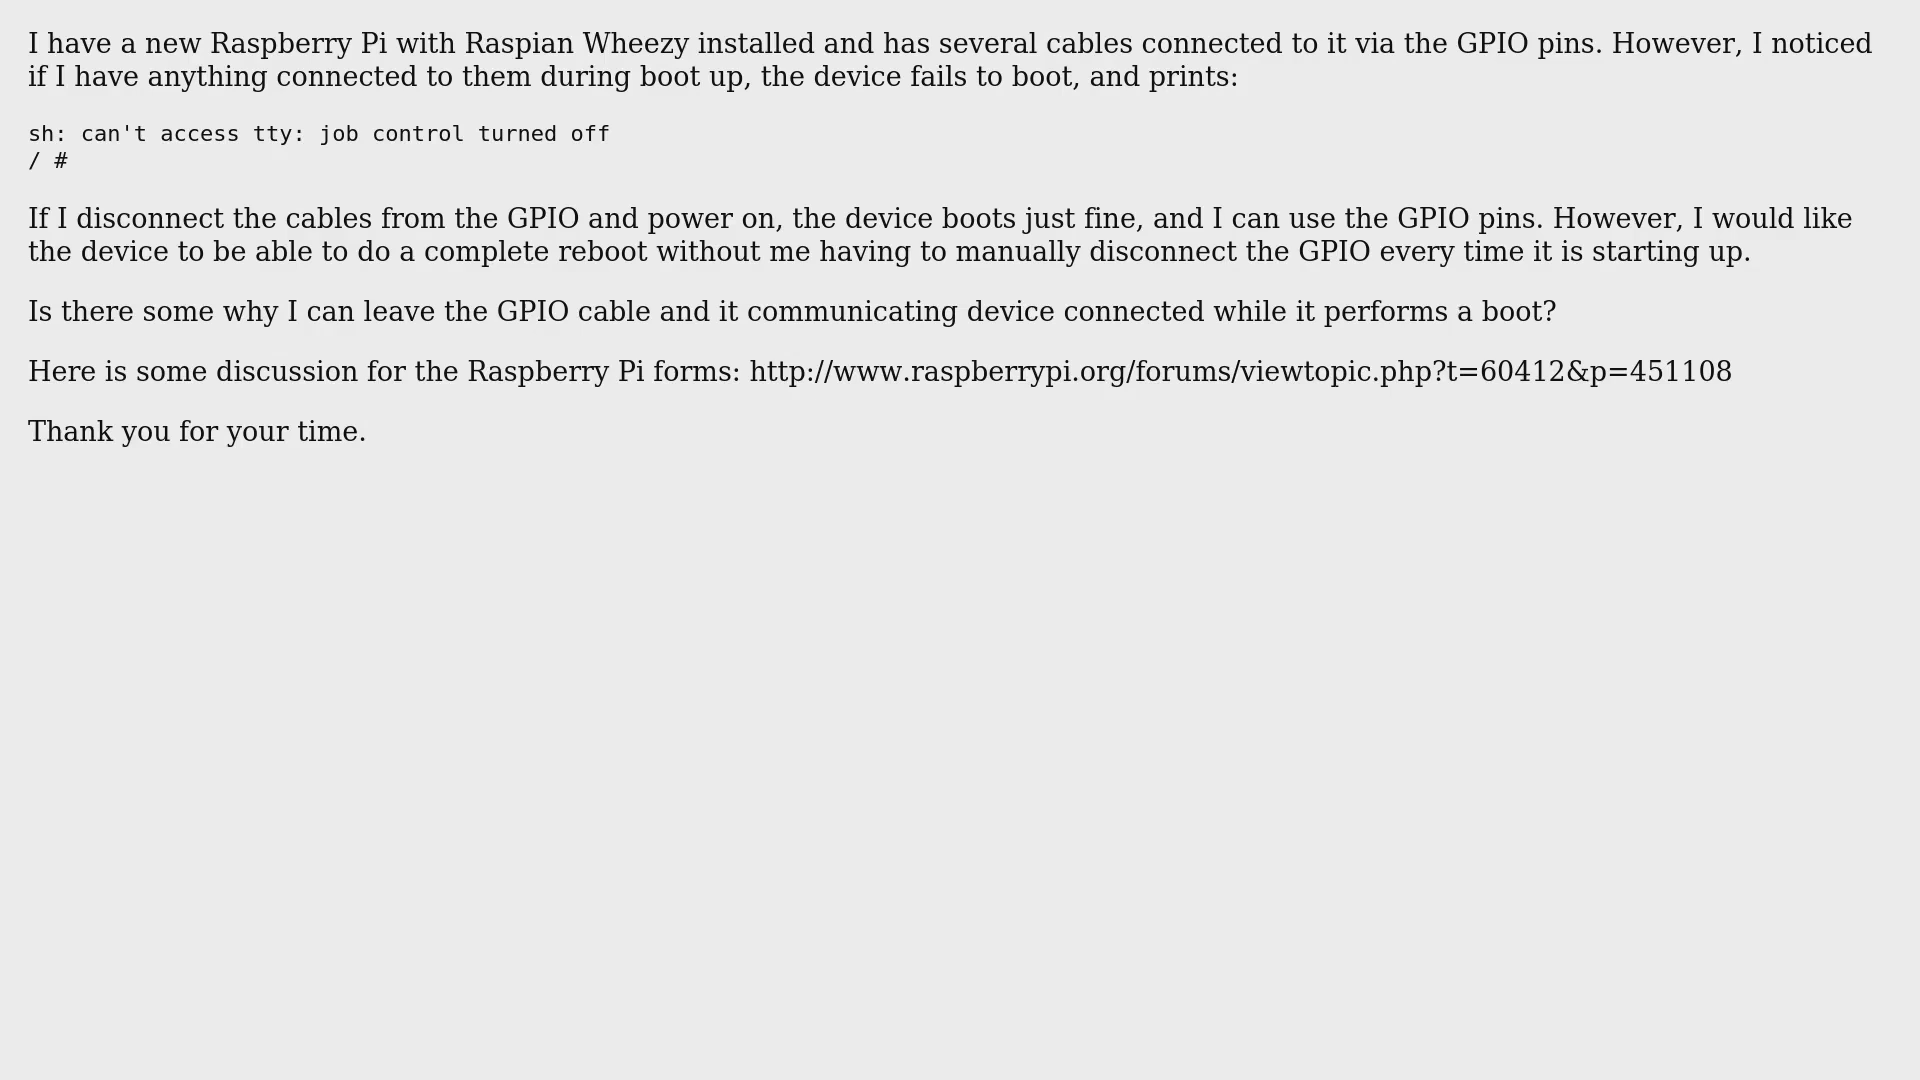 I have a new Raspberry Pi with Raspian Wheezy installed and has several cables connected to it via the GPIO pins. However, I noticed
if I have anything connected to them during boot up, the device fails to boot, and prints:
sh: can't access tty: job control turned off
/ #
If I disconnect the cables from the GPIO and power on, the device boots just fine, and I can use the GPIO pins. However, I would like
the device to be able to do a complete reboot without me having to manually disconnect the GPIO every time it is starting up.
Is there some why I can leave the GPIO cable and it communicating device connected while it performs a boot?
Here is some discussion for the Raspberry Pi forms: http://www.raspberrypi.org/forums/viewtopic.php?t=60412&p=451108
Thank you for your time.